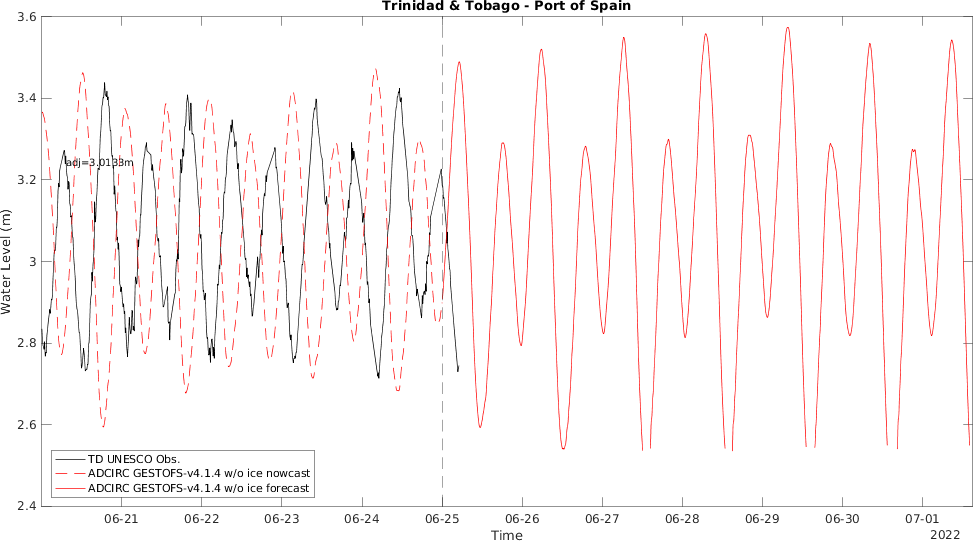 Trinidad & Tobago - Port of Spain
3.6
3.4
3.2
3
2.8
2.6
2.4
Water Level (m)
adj=3.0133m
TD UNESCO Obs.
ADCIRC GESTOFS-v4.1.4 w/o ice nowcast
ADCIRC GESTOFS-v4.1.4 w/o ice forecast
06-21 06-22 06-23 06-24 06-25 06-26 06-27 06-28 06-29 06-30 07-01
Time
2022